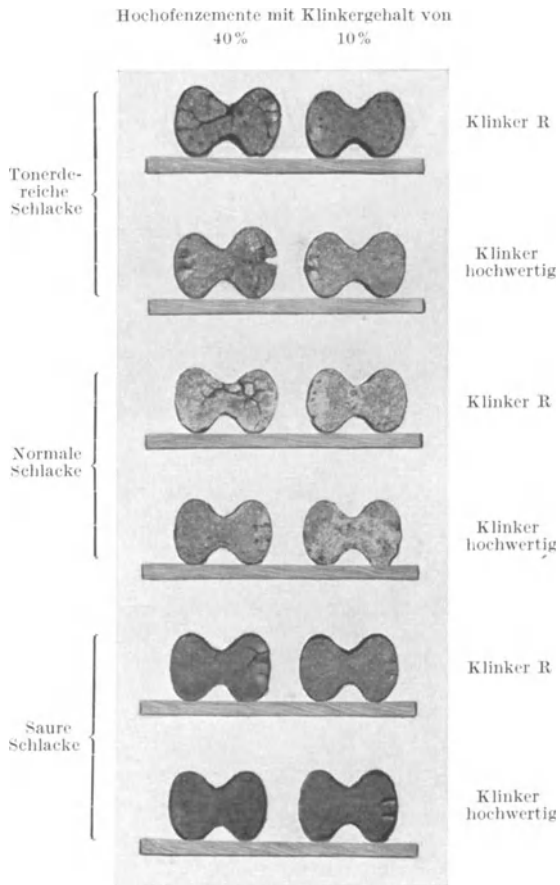 Hochofenzemente mit Klinkergehalt von
40% 10%
Klinker R
Tonerde-
reiche
Schlacke
Klinker
hochwertig
Klinker R
Normale
Schlacke
Klinker
hochwertig
Klinker R
Saure
Schlacke
Klinker
hochwertig